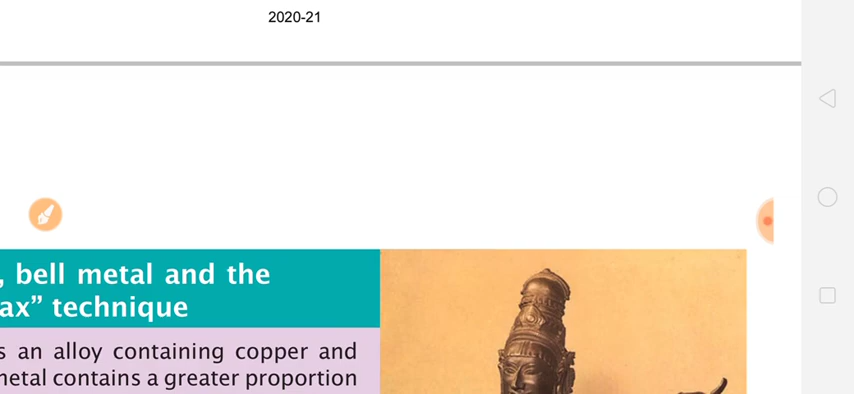 2020-21
, bell metal and the
ax” technique
s an alloy containing copper and
metal contains a greater proportion